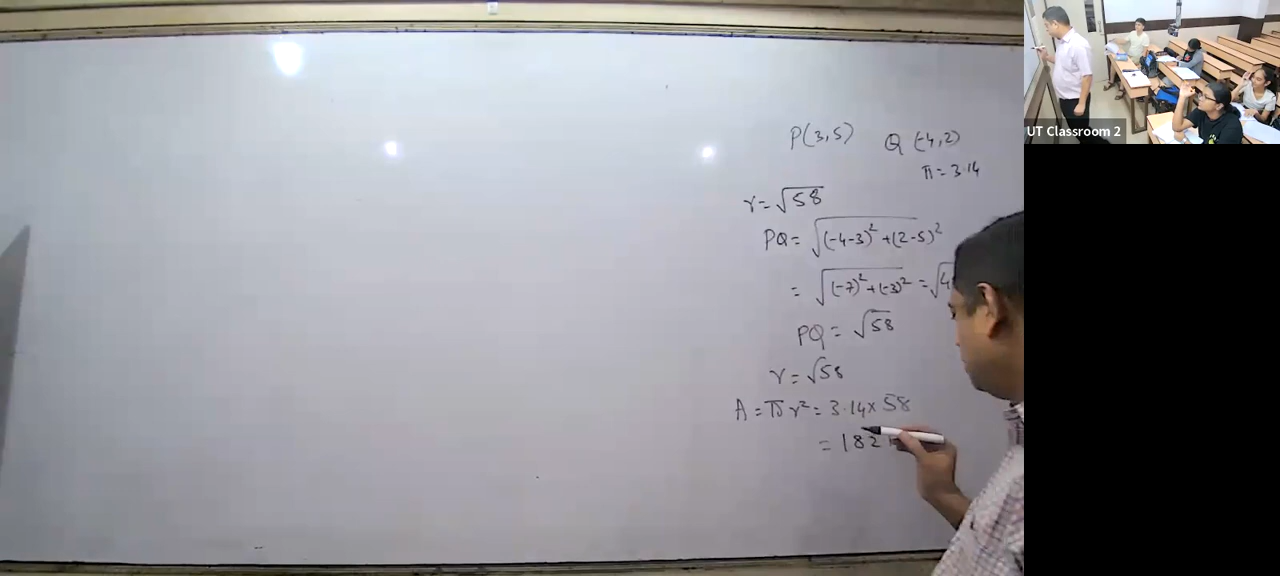 P(3,5) Q(-4,2)
π=3.14
r=√58
PQ= √(-4-3)²+(2-5)²
= √(-7)²+(-3)² =√4
PQ= √58
r=√58
A=πr²=3.14×58
=182
UT Classroom 2